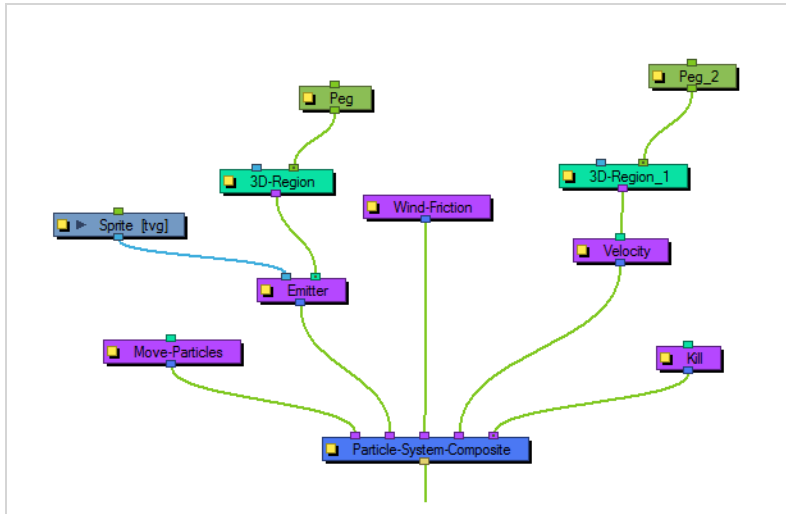 Peg_2
Peg
3D-Region
3D-Region_1
Wind-Friction
Sprite [tvg]
Velocity
Emitter
Move-Particles
Kill
Particle-System-Composite